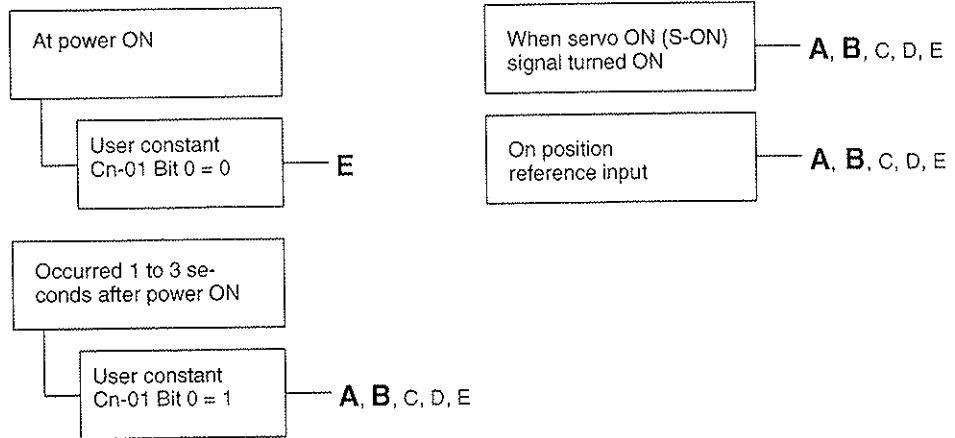 At power ON
User constant
Cn-01 Bit 0 = 0
E
Occurred 1 to 3 se-
conds after power ON
User constant
Cn-01 Bit 0 = 1
A, B, C, D, E
When servo ON (S-ON)
signal turned ON
A, B, C, D, E
On position
reference input
A, B, C, D, E